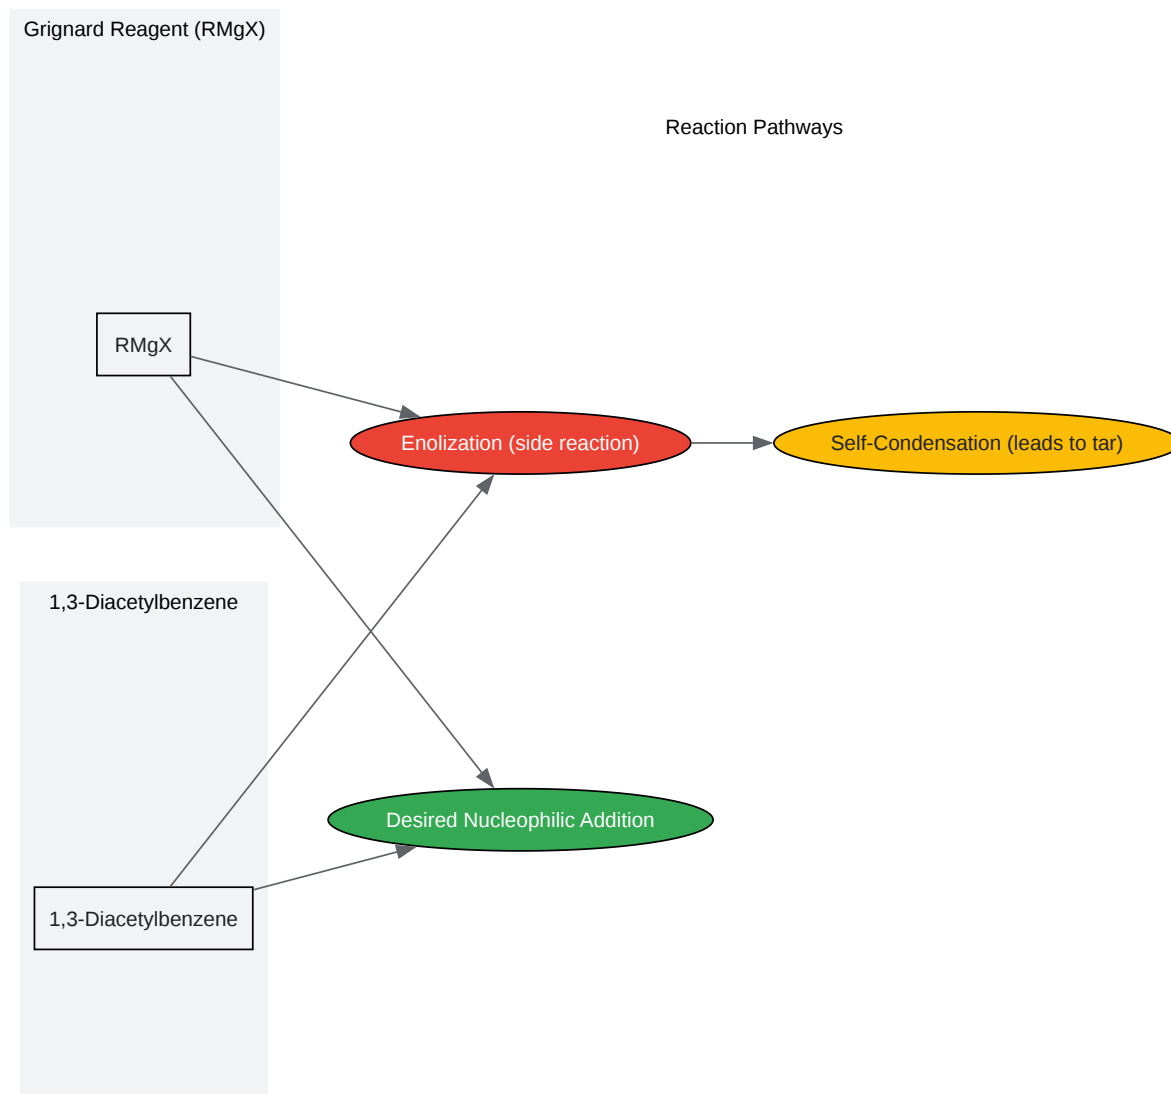 Grignard Reagent (RMgX)
Reaction Pathways
RMgX
Enolization (side reaction)
Self-Condensation (leads to tar)
1,3-Diacetylbenzene
Desired Nucleophilic Addition
1,3-Diacetylbenzene